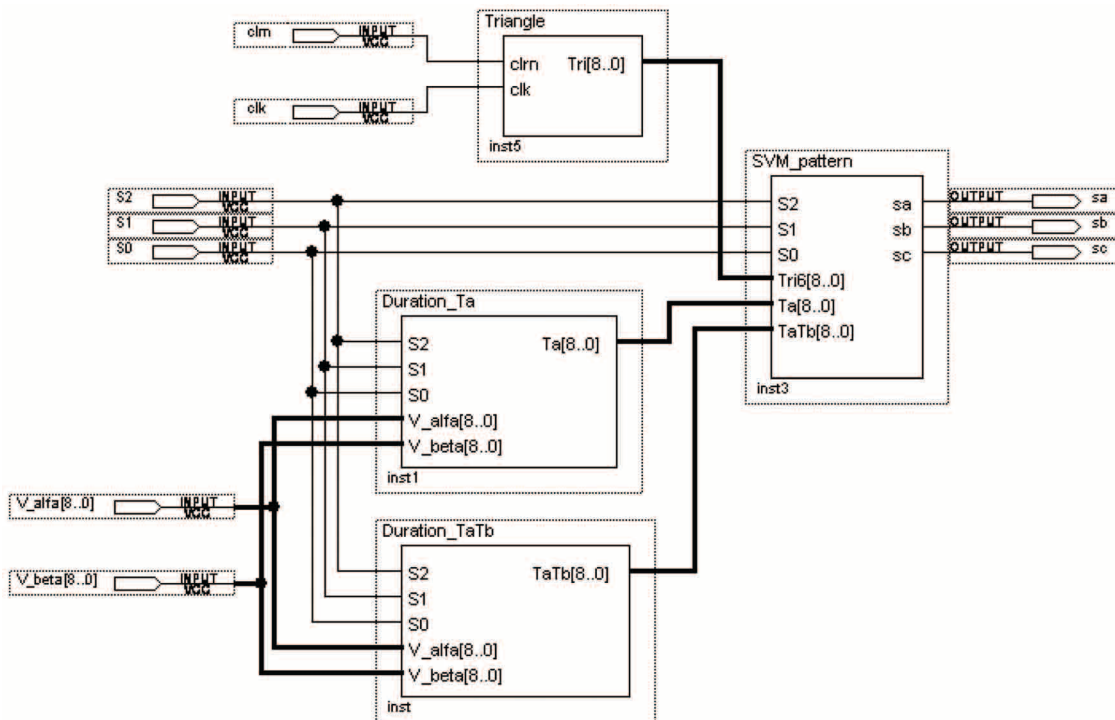 Triangle
clrn INPUT
VCC
clrn Tri[8..0]
clk
clk INPUT
VCC
inst5
SVM_pattern
S2 INPUT
VCC
S1 INPUT
VCC
S0 INPUT
VCC
S2 sa
S1 sb
S0 sc
Tri6[8..0]
Ta[8..0]
TaTb[8..0]
inst3
OUTPUT sa
OUTPUT sb
OUTPUT sc
Duration_Ta
S2 Ta[8..0]
S1
S0
V_alfa[8..0]
V_beta[8..0]
inst1
V_alfa[8..0] INPUT
VCC
V_beta[8..0] INPUT
VCC
Duration_TaTb
S2 TaTb[8..0]
S1
S0
V_alfa[8..0]
V_beta[8..0]
inst